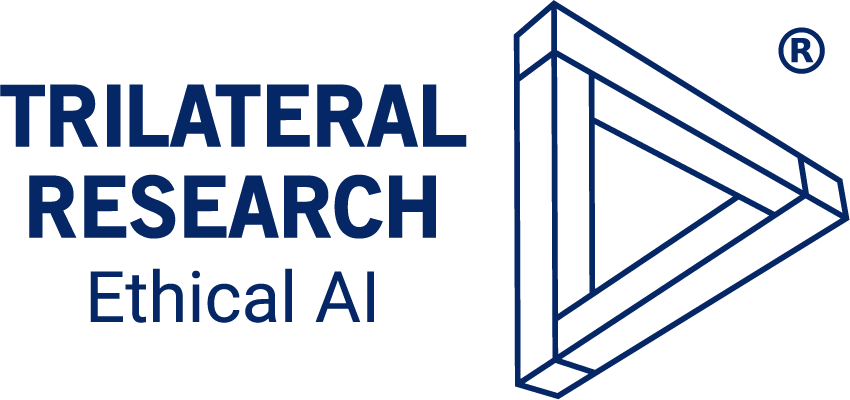 TRILATERAL
RESEARCH
Ethical AI
®